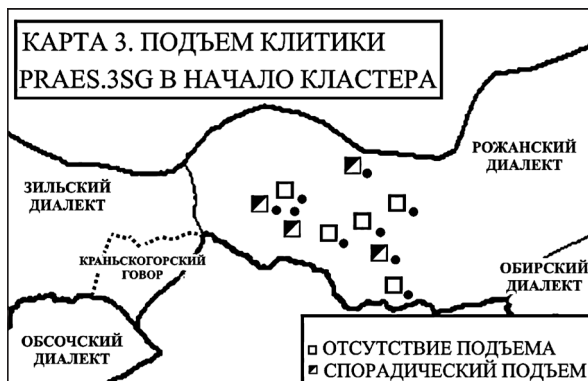 КАРТА 3. ПОДЪЕМ КЛИТИКИ
PRAES.3SG В НАЧАЛО КЛАСТЕРА
РОЖАНСКИЙ
ДИАЛЕКТ
ЗИЛЬСКИЙ
ДИАЛЕКТ
КРАНЬСКОГОРСКИЙ
ГОВОР
ОБИРСКИЙ
ДИАЛЕКТ
ОБСОЧСКИЙ
ДИАЛЕКТ
ОТСУТСТВИЕ ПОДЪЕМА
СПОРАДИЧЕСКИЙ ПОДЪЕМ